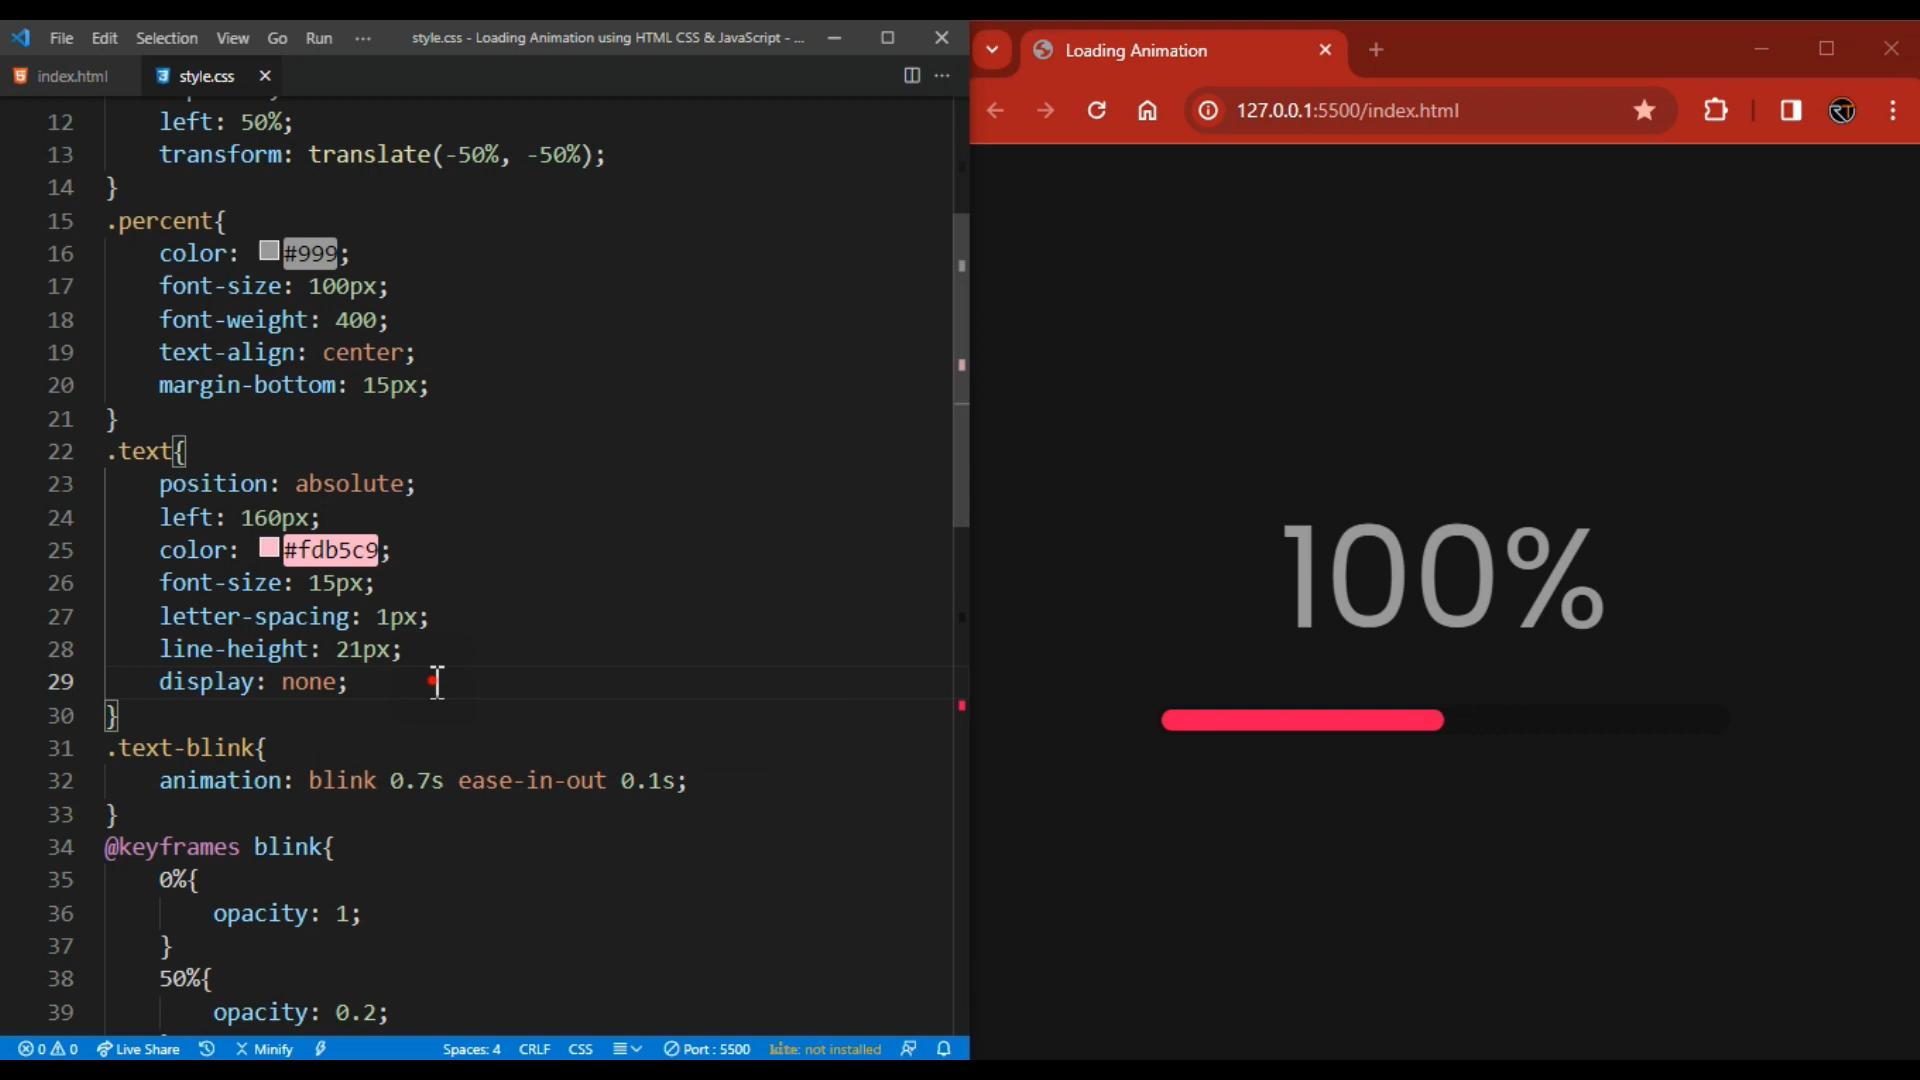 File Edit Selection View Go Run ··· style.css - Loading Animation using HTML CSS & JavaScript - ...
index.html style.css
12 left: 50%;
13 transform: translate(-50%, -50%);
14 }
15 .percent{
16 color: #999;
17 font-size: 100px;
18 font-weight: 400;
19 text-align: center;
20 margin-bottom: 15px;
21 }
22 .text{
23 position: absolute;
24 left: 160px;
25 color: #fdb5c9;
26 font-size: 15px;
27 letter-spacing: 1px;
28 line-height: 21px;
29 display: none;
30 }
31 .text-blink{
32 animation: blink 0.7s ease-in-out 0.1s;
33 }
34 @keyframes blink{
35 0%{
36 opacity: 1;
37 }
38 50%{
39 opacity: 0.2;
0 0 Live Share Minify Spaces: 4 CRLF CSS Port : 5500 kite: not installed
Loading Animation
127.0.0.1:5500/index.html
RT
100%